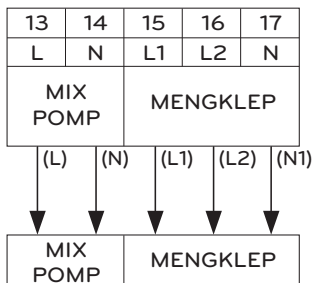 13 14 15 16 17
L N L1 L2 N
MIX MENGKLEP
POMP
(L) (N) (L1) (L2) (N1)
MIX MENGKLEP
POMP